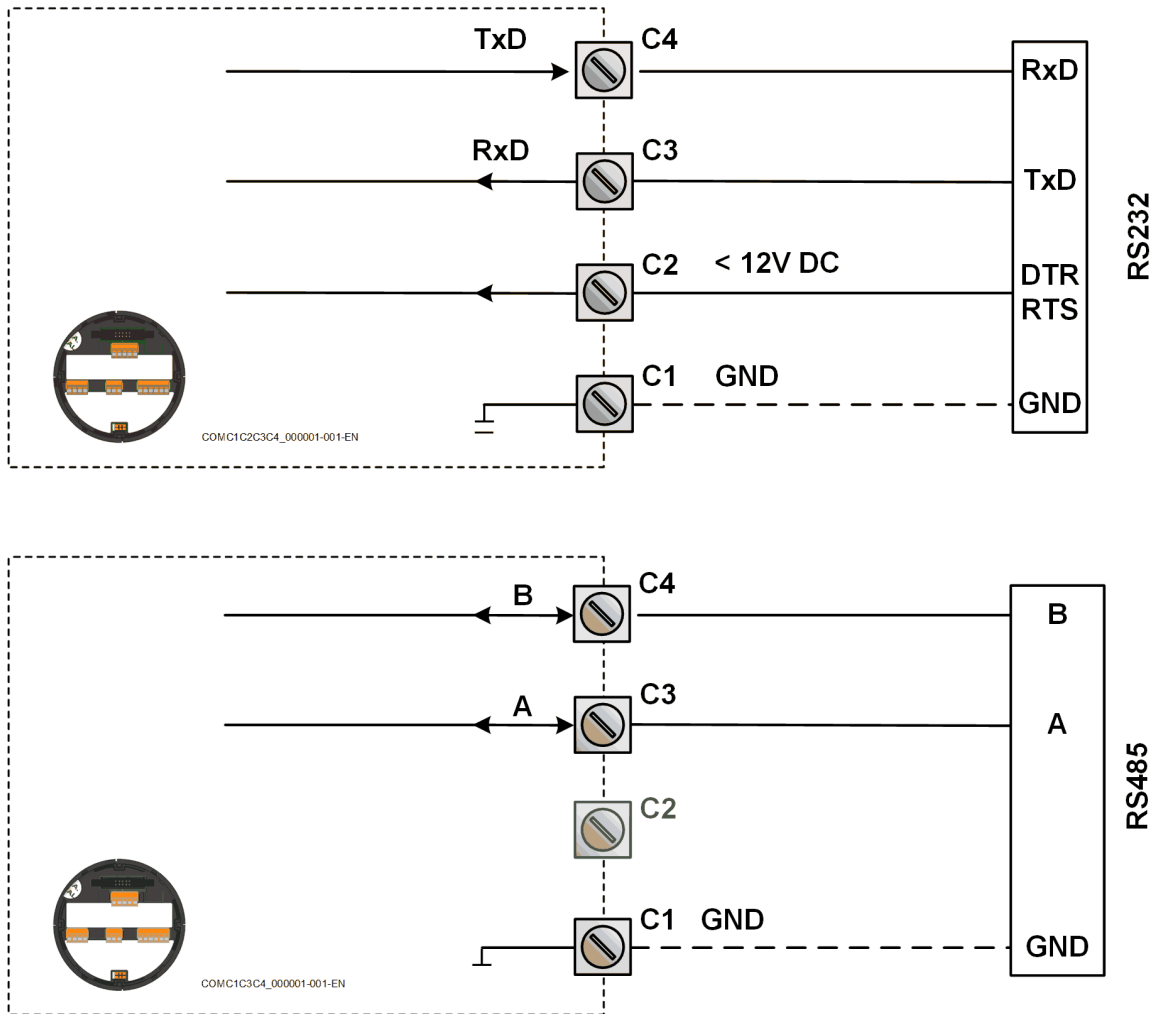 TxD
C4
RxD
RxD
C3
TxD
C2
< 12V DC
DTR
RTS
C1
GND
GND
RS232
COMC1C2C3C4_000001-001-EN
B
C4
B
A
C3
A
C2
C1
GND
GND
RS485
COMC1C3C4_000001-001-EN